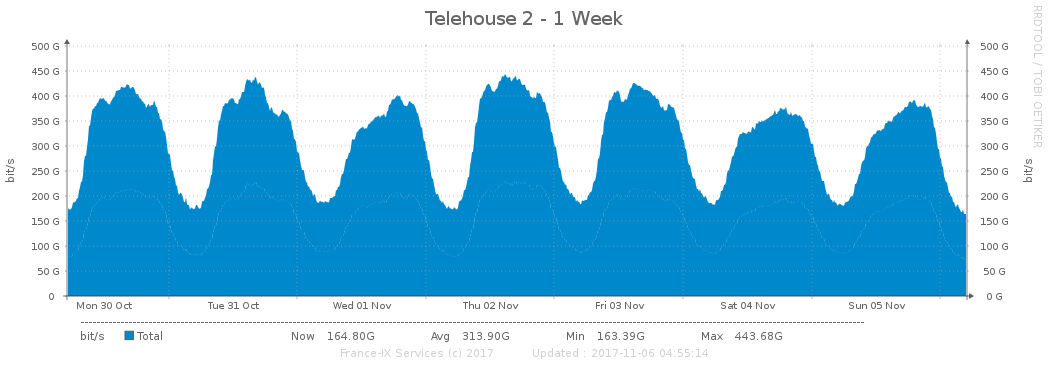 Telehouse 2 - 1 Week
RRDTOOL / TOBI OETIKER
500 G 500 G
450 G 450 G
400 G 400 G
350 G 350 G
300 G 300 G
250 G 250 G
200 G 200 G
150 G 150 G
100 G 100 G
50 G 50 G
0 0 G
bit/s bit/s
Mon 30 Oct Tue 31 Oct Wed 01 Nov Thu 02 Nov Fri 03 Nov Sat 04 Nov Sun 05 Nov
bit/s Total Now 164.80G Avg 313.90G Min 163.39G Max 443.68G
France-IX Services (c) 2017 Updated : 2017-11-06 04:55:14